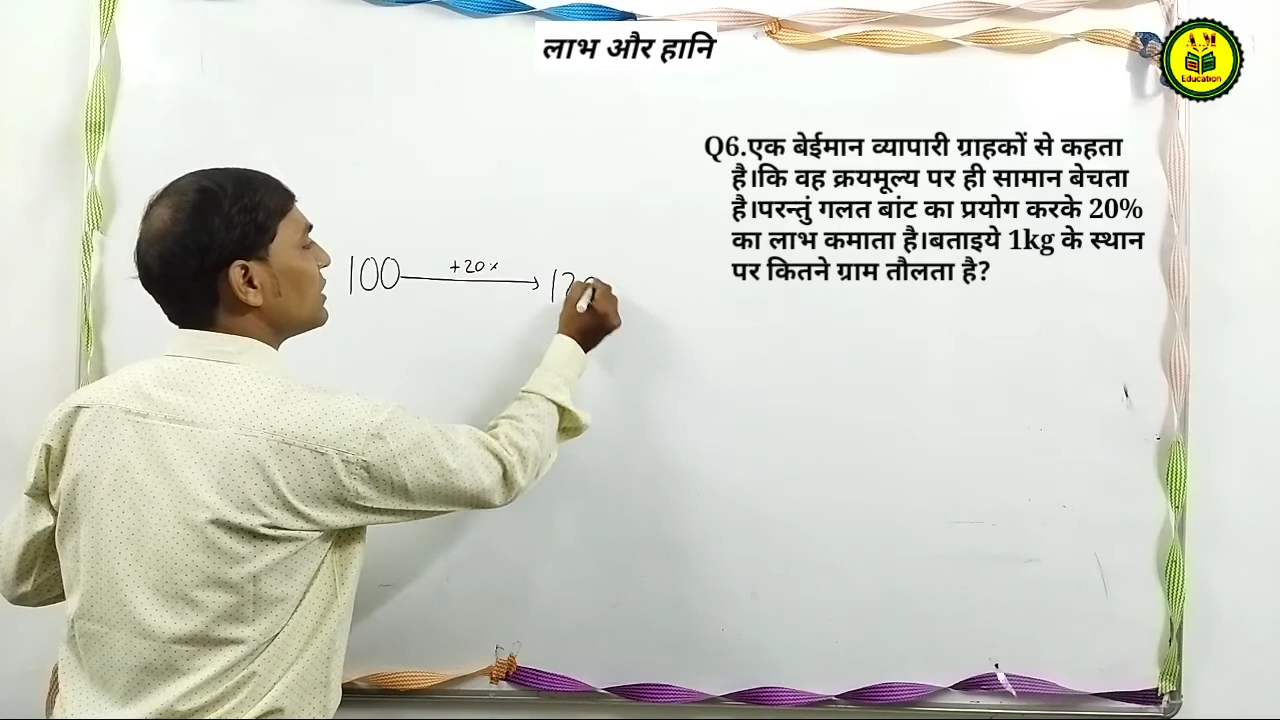 लाभ और हानि
A.M
Education
Q6.एक बेईमान व्यापारी ग्राहकों से कहता
है।कि वह क्रयमूल्य पर ही सामान बेचता
है।परन्तुं गलत बांट का प्रयोग करके 20%
का लाभ कमाता है।बताइये 1kg के स्थान
पर कितने ग्राम तौलता है?
100 +20% 12